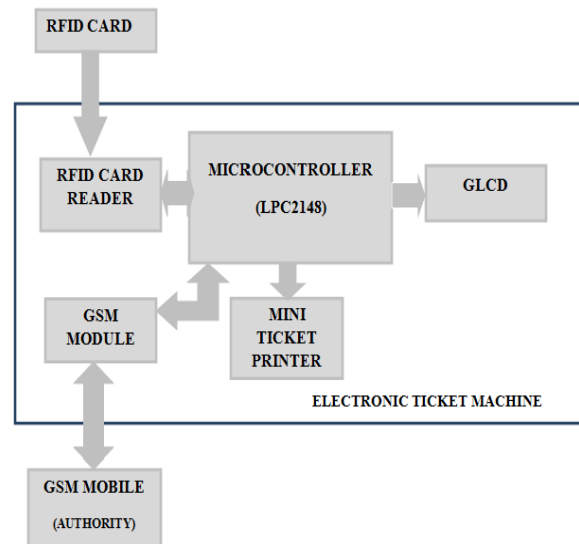 RFID CARD
RFID CARD
READER
MICROCONTROLLER
(LPC2148)
GLCD
GSM
MODULE
MINI
TICKET
PRINTER
ELECTRONIC TICKET MACHINE
GSM MOBILE
(AUTHORITY)